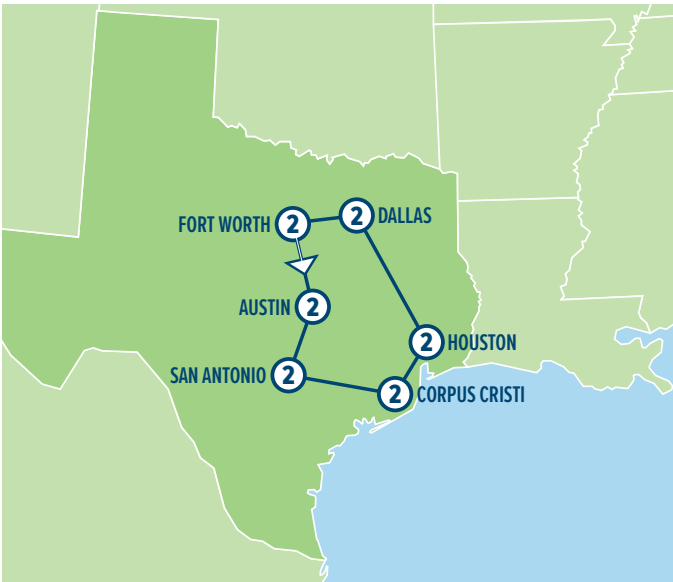 FORT WORTH 2
2 DALLAS
AUSTIN 2
2 HOUSTON
SAN ANTONIO 2
2 CORPUS CRISTI